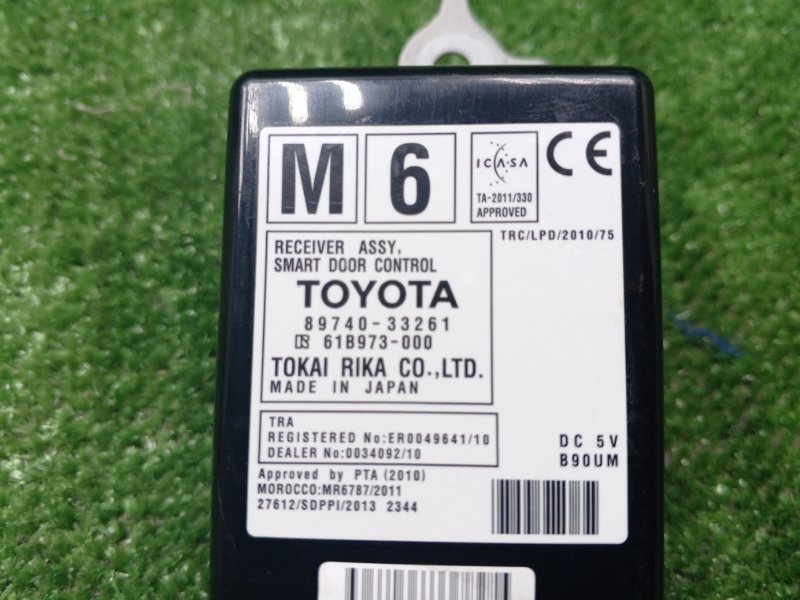 M 6
ICASA
TA-2011/330
APPROVED
CE
TRC/LPD/2010/75
RECEIVER ASSY,
SMART DOOR CONTROL
TOYOTA
89740-33261
61B973-000
TOKAI RIKA CO.,LTD.
MADE IN JAPAN
TRA
REGISTERED No:ER0049641/10
DEALER No:0034092/10
DC 5V
B90UM
Approved by PTA (2010)
MOROCCO:MR6787/2011
27612/SDPPI/2013 2344